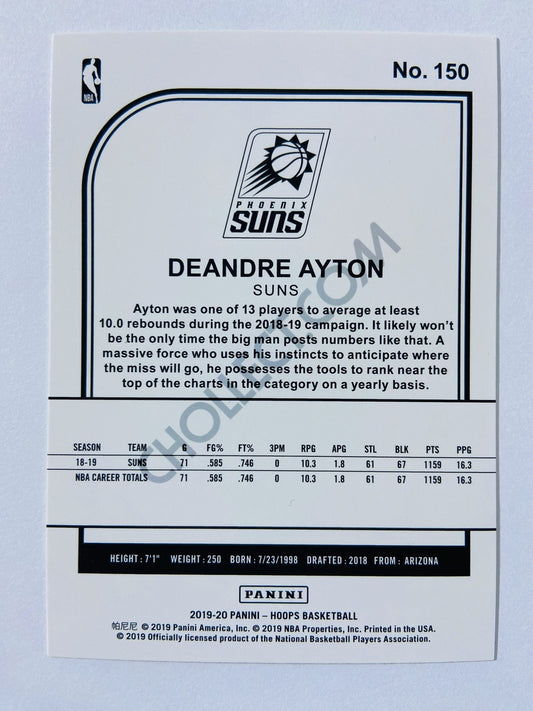 No. 150
NBA
PHOENIX
SUNS
DEANDRE AYTON
SUNS
Ayton was one of 13 players to average at least
10.0 rebounds during the 2018-19 campaign. It likely won't
be the only time the big man posts numbers like that. A
massive force who uses his instincts to anticipate where
the miss will go, he possesses the tools to rank near the
top of the charts in the category on a yearly basis.
CHOLLECT.COM
SEASON TEAM G FG% FT% 3PM RPG APG STL BLK PTS PPG
18-19 SUNS 71 .585 .746 0 10.3 1.8 61 67 1159 16.3
NBA CAREER TOTALS 71 .585 .746 0 10.3 1.8 61 67 1159 16.3
HEIGHT: 7'1" WEIGHT: 250 BORN: 7/23/1998 DRAFTED: 2018 FROM: ARIZONA
PANINI
2019-20 PANINI – HOOPS BASKETBALL
帕尼尼 © 2019 Panini America, Inc. © 2019 NBA Properties, Inc. Printed in the USA.
© 2019 Officially licensed product of the National Basketball Players Association.